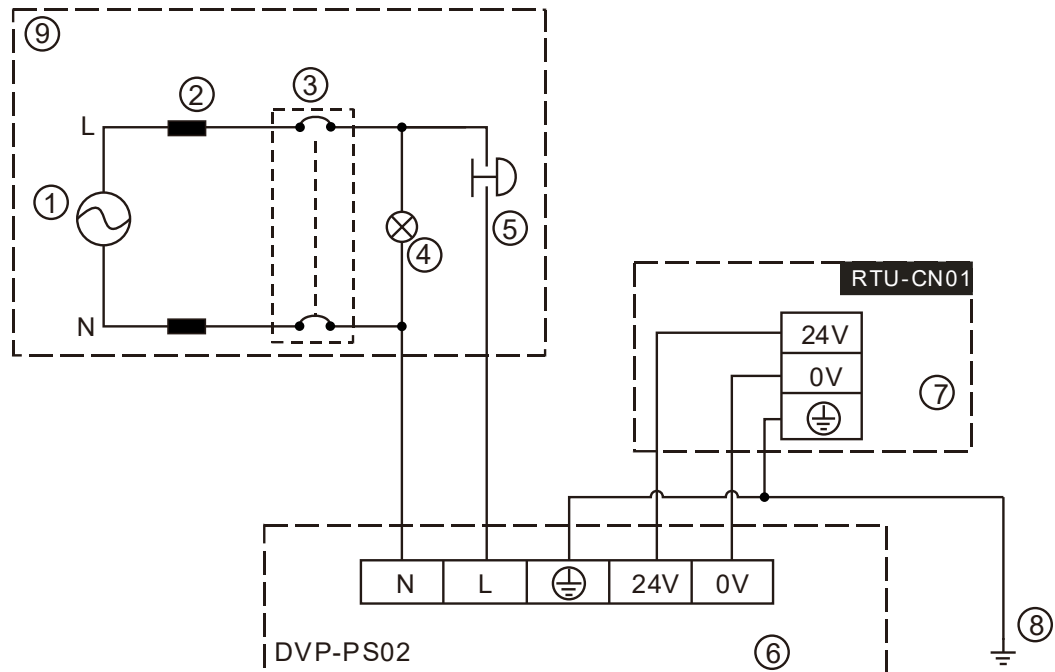 ⑨
② ③
L
① ④ ⑤
N
RTU-CN01
24V
0V
⑦
N L 24V 0V
⑧
DVP-PS02 ⑥